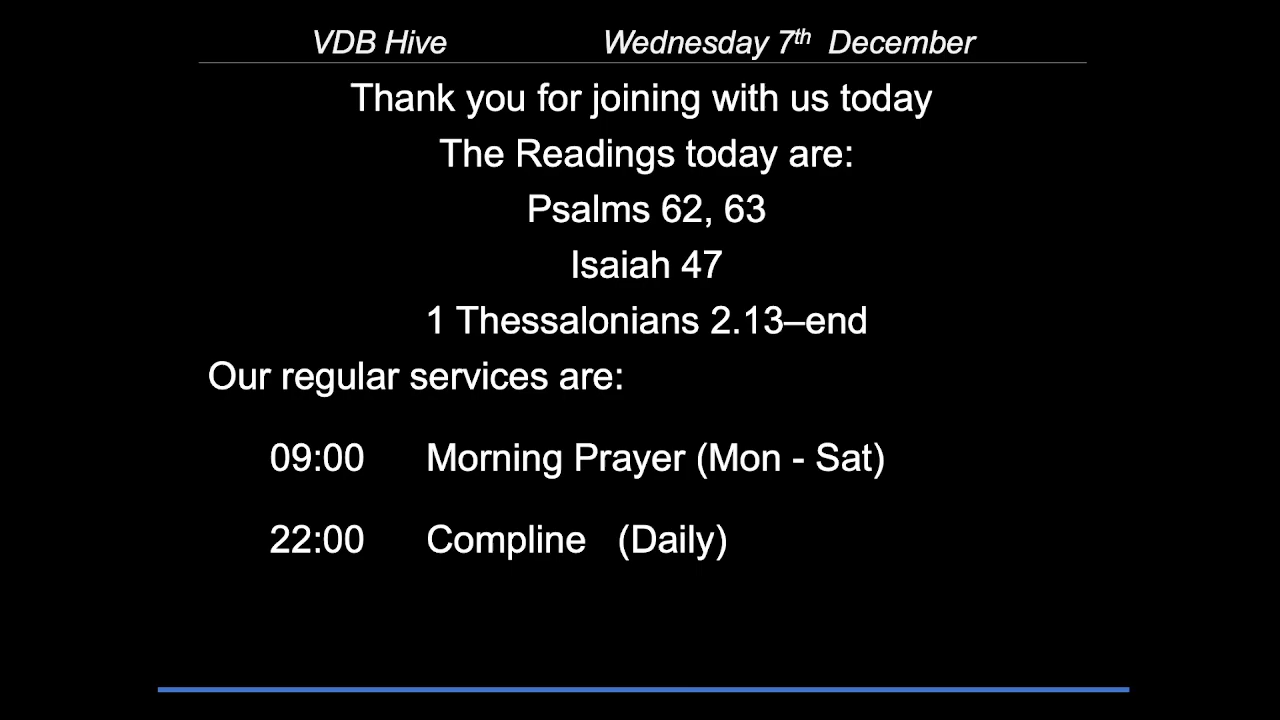 VDB Hive Wednesday 7th December
Thank you for joining with us today
The Readings today are:
Psalms 62, 63
Isaiah 47
1 Thessalonians 2.13–end
Our regular services are:
09:00 Morning Prayer (Mon - Sat)
22:00 Compline (Daily)